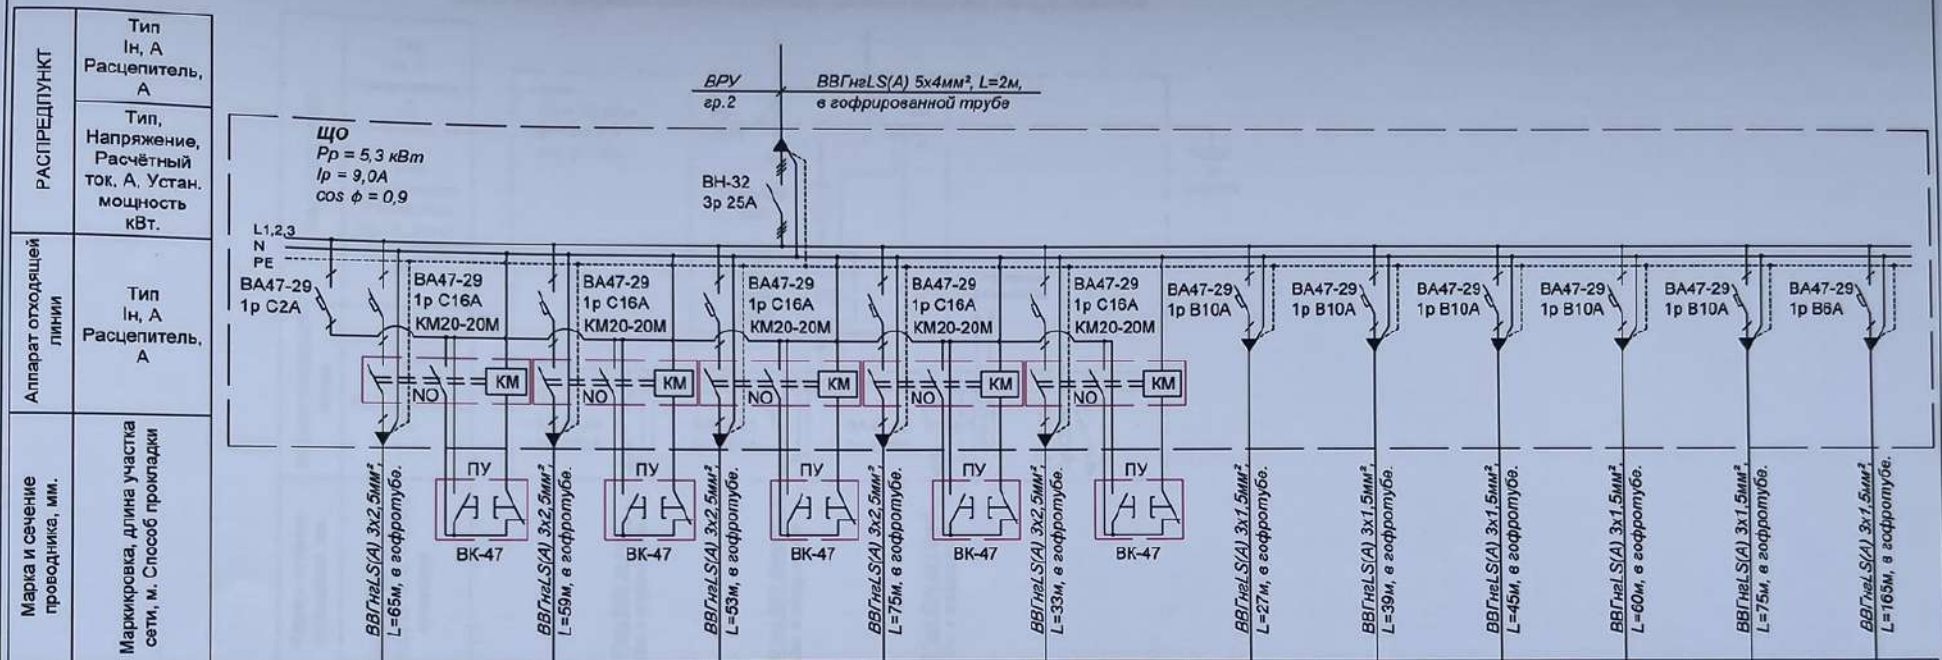 РАСПРЕДПУНКТ
Тип
Iн, А
Расцепитель,
А
Тип,
Напряжение,
Расчётный
ток, А, Устан.
мощность
кВт.
Аппарат отходящей
линии
Тип
Iн, А
Расцепитель,
А
Марка и сечение
проводника, мм.
Маркикировка, длина участка
сети, м. Способ прокладки
ВРУ
гр.2
ВВГнгLS(А) 5х4мм², L=2м,
в гофрированной трубе
ЩО
Рр = 5,3 кВт
Iр = 9,0А
cos ϕ = 0,9
ВН-32
3р 25А
L1,2,3
N
PE
ВА47-29
1р С2А
ВА47-29
1р С16А
КМ20-20М
ВА47-29
1р С16А
КМ20-20М
ВА47-29
1р С16А
КМ20-20М
ВА47-29
1р С16А
КМ20-20М
ВА47-29
1р С16А
КМ20-20М
ВА47-29
1р В10А
ВА47-29
1р В10А
ВА47-29
1р В10А
ВА47-29
1р В10А
ВА47-29
1р В10А
ВА47-29
1р В6А
NO
КМ
NO
КМ
NO
КМ
NO
КМ
NO
КМ
ПУ
ВК-47
ПУ
ВК-47
ПУ
ВК-47
ПУ
ВК-47
ПУ
ВК-47
ВВГнгLS(А) 3х2,5мм²,
L=65м, в гофротубе.
ВВГнгLS(А) 3х2,5мм²,
L=59м, в гофротубе.
ВВГнгLS(А) 3х2,5мм²,
L=53м, в гофротубе.
ВВГнгLS(А) 3х2,5мм²,
L=75м, в гофротубе.
ВВГнгLS(А) 3х2,5мм²,
L=33м, в гофротубе.
ВВГнгLS(А) 3х1,5мм²,
L=27м, в гофротубе.
ВВГнгLS(А) 3х1,5мм²,
L=39м, в гофротубе.
ВВГнгLS(А) 3х1,5мм²,
L=45м, в гофротубе.
ВВГнгLS(А) 3х1,5мм²,
L=60м, в гофротубе.
ВВГнгLS(А) 3х1,5мм²,
L=75м, в гофротубе.
ВВГнгLS(А) 3х1,5мм²,
L=165м, в гофротубе.